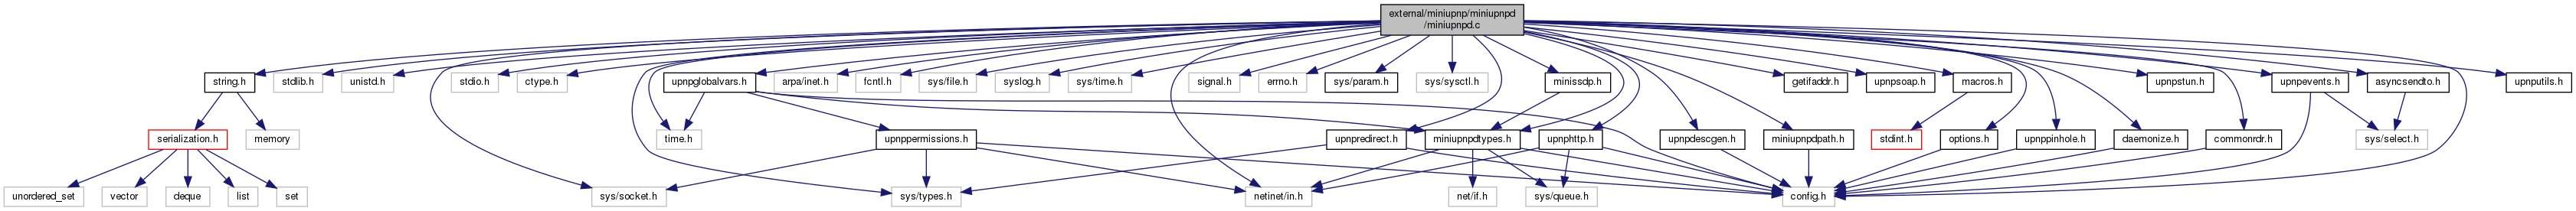 external/miniupnp/miniupnpd
/miniupnpd.c
string.h
stdlib.h
unistd.h
stdio.h
ctype.h
upnpglobalvars.h
arpa/inet.h
fcntl.h
sys/file.h
syslog.h
sys/time.h
signal.h
errno.h
sys/param.h
sys/sysctl.h
minissdp.h
getifaddr.h
upnpsoap.h
macros.h
upnpstun.h
upnpevents.h
asyncsendto.h
upnputils.h
serialization.h
memory
time.h
upnppermissions.h
upnpredirect.h
miniupnpdtypes.h
upnphttp.h
upnpdescgen.h
miniupnpdpath.h
stdint.h
options.h
upnppinhole.h
daemonize.h
commonrdr.h
sys/select.h
unordered_set
vector
deque
list
set
sys/socket.h
sys/types.h
netinet/in.h
net/if.h
sys/queue.h
config.h